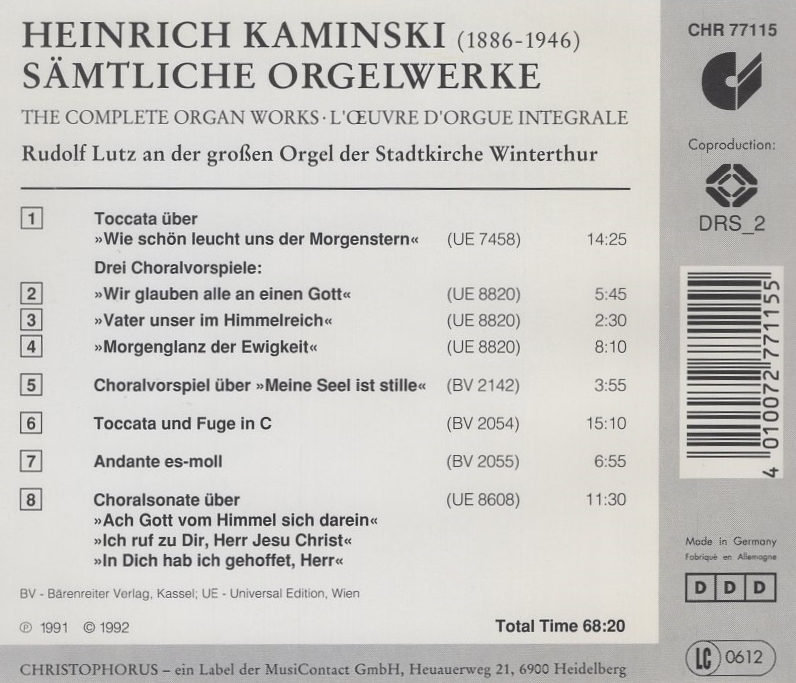 HEINRICH KAMINSKI (1886-1946)
SÄMTLICHE ORGELWERKE
THE COMPLETE ORGAN WORKS · L'ŒUVRE D'ORGUE INTEGRALE
Rudolf Lutz an der großen Orgel der Stadtkirche Winterthur
1 Toccata über
»Wie schön leucht uns der Morgenstern« (UE 7458) 14:25
Drei Choralvorspiele:
2 »Wir glauben alle an einen Gott« (UE 8820) 5:45
3 »Vater unser im Himmelreich« (UE 8820) 2:30
4 »Morgenglanz der Ewigkeit« (UE 8820) 8:10
5 Choralvorspiel über »Meine Seel ist stille« (BV 2142) 3:55
6 Toccata und Fuge in C (BV 2054) 15:10
7 Andante es-moll (BV 2055) 6:55
8 Choralsonate über (UE 8608) 11:30
»Ach Gott vom Himmel sich darein«
»Ich ruf zu Dir, Herr Jesu Christ«
»In Dich hab ich gehoffet, Herr«
BV - Bärenreiter Verlag, Kassel; UE - Universal Edition, Wien
℗ 1991 © 1992 Total Time 68:20
CHRISTOPHORUS – ein Label der MusiContact GmbH, Heuauerweg 21, 6900 Heidelberg
CHR 77115
Coproduction:
DRS_2
4 010072 771155
Made in Germany
Fabriqué en Allemagne
D D D
LC 0612